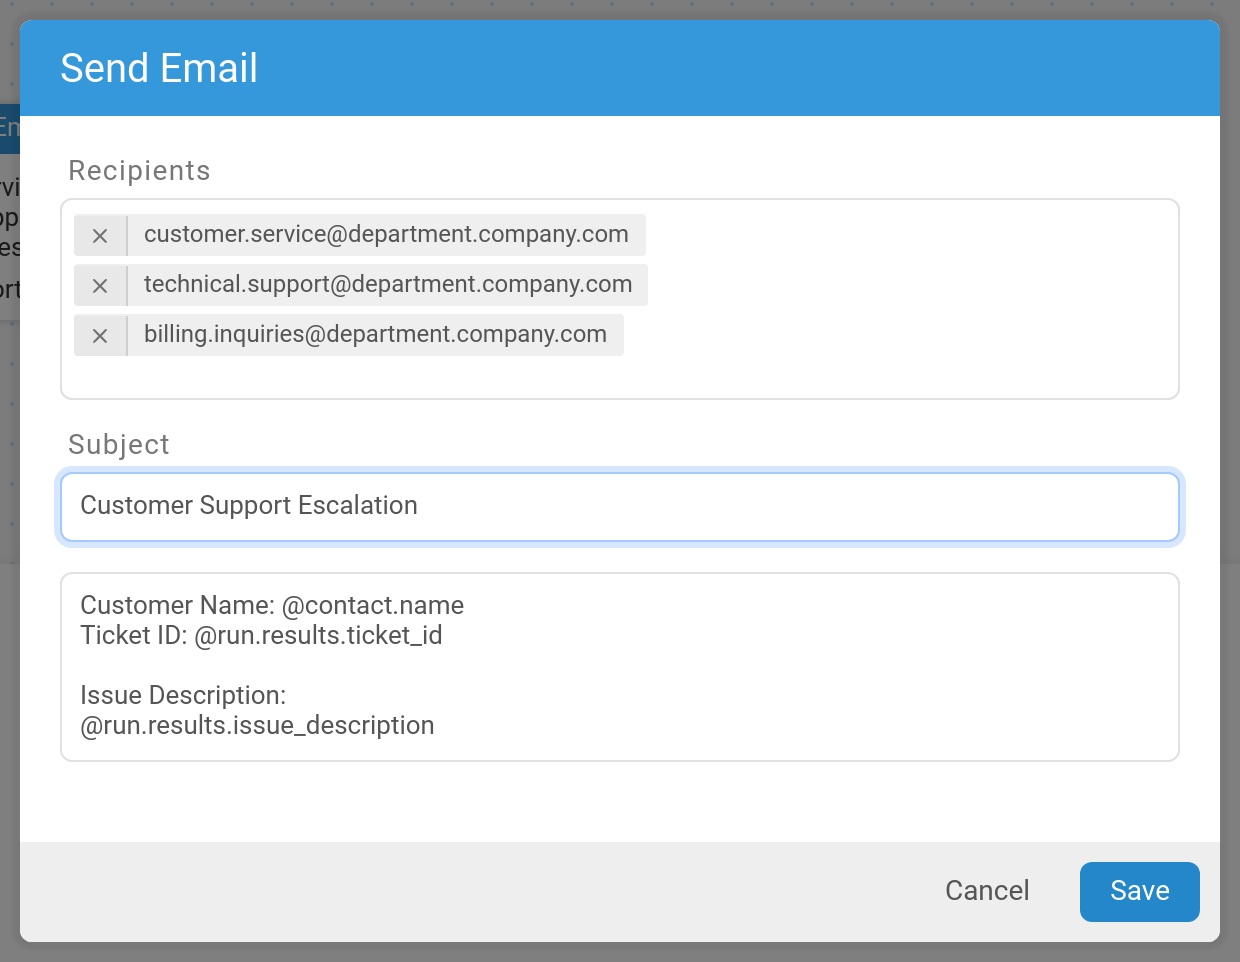 Send Email
Recipients
customer.service@department.company.com
technical.support@department.company.com
billing.inquiries@department.company.com
Subject
Customer Support Escalation
Customer Name: @contact.name
Ticket ID: @run.results.ticket_id
Issue Description:
@run.results.issue_description
Cancel
Save